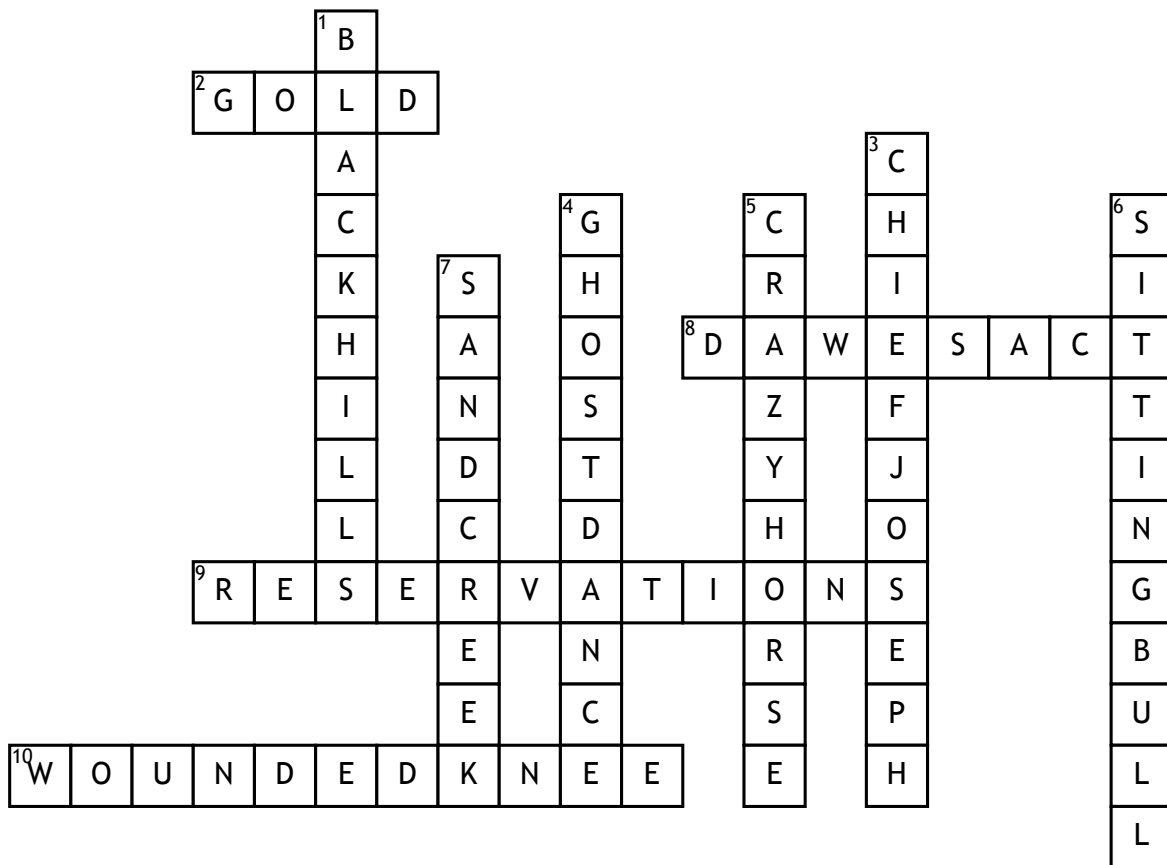 1 B
2 G O L D
A 3 C
C 4 G 5 C H 6 S
K 7 S H R I I
H A O 8 D A W E S A C T
I N S Z F T
L D T Y J I
L C D H O N
9 R E S E R V A T I O N S G
E N R E B
E C S P U
10 W O U N D E D K N E E E H L
L